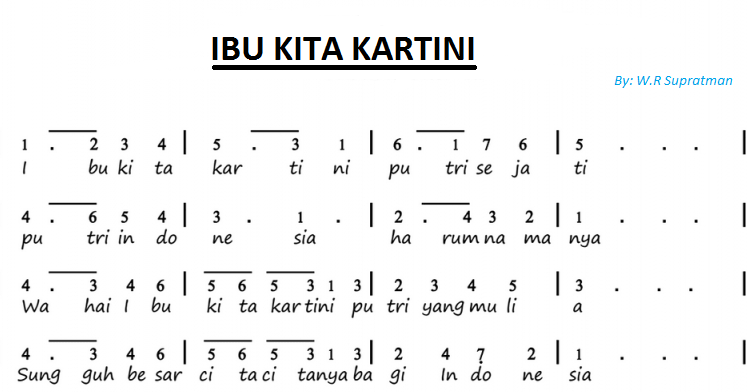 IBU KITA KARTINI
By: W.R Supratman
| 1 . 2 3 4 | 5 . 3 1 | 6 . 1 7 6 | 5 . . . |
I bu ki ta kar ti ni pu tri se ja ti
4 . 6 5 4 | 3 . 1 . | 2 . 4 3 2 | 1 . . . |
pu tri in do ne sia ha rum na ma nya
4 . 3 4 6 | 5 6 5 3 1 3 | 2 3 4 5 | 3 . . . |
Wa hai I bu ki ta kar tini pu tri yang mu li a
4 . 3 4 6 | 5 6 5 3 1 3 | 2 4 7̣ 2 | 1 . . . |
Sung guh be sar ci ta ci tanya ba gi In do ne sia